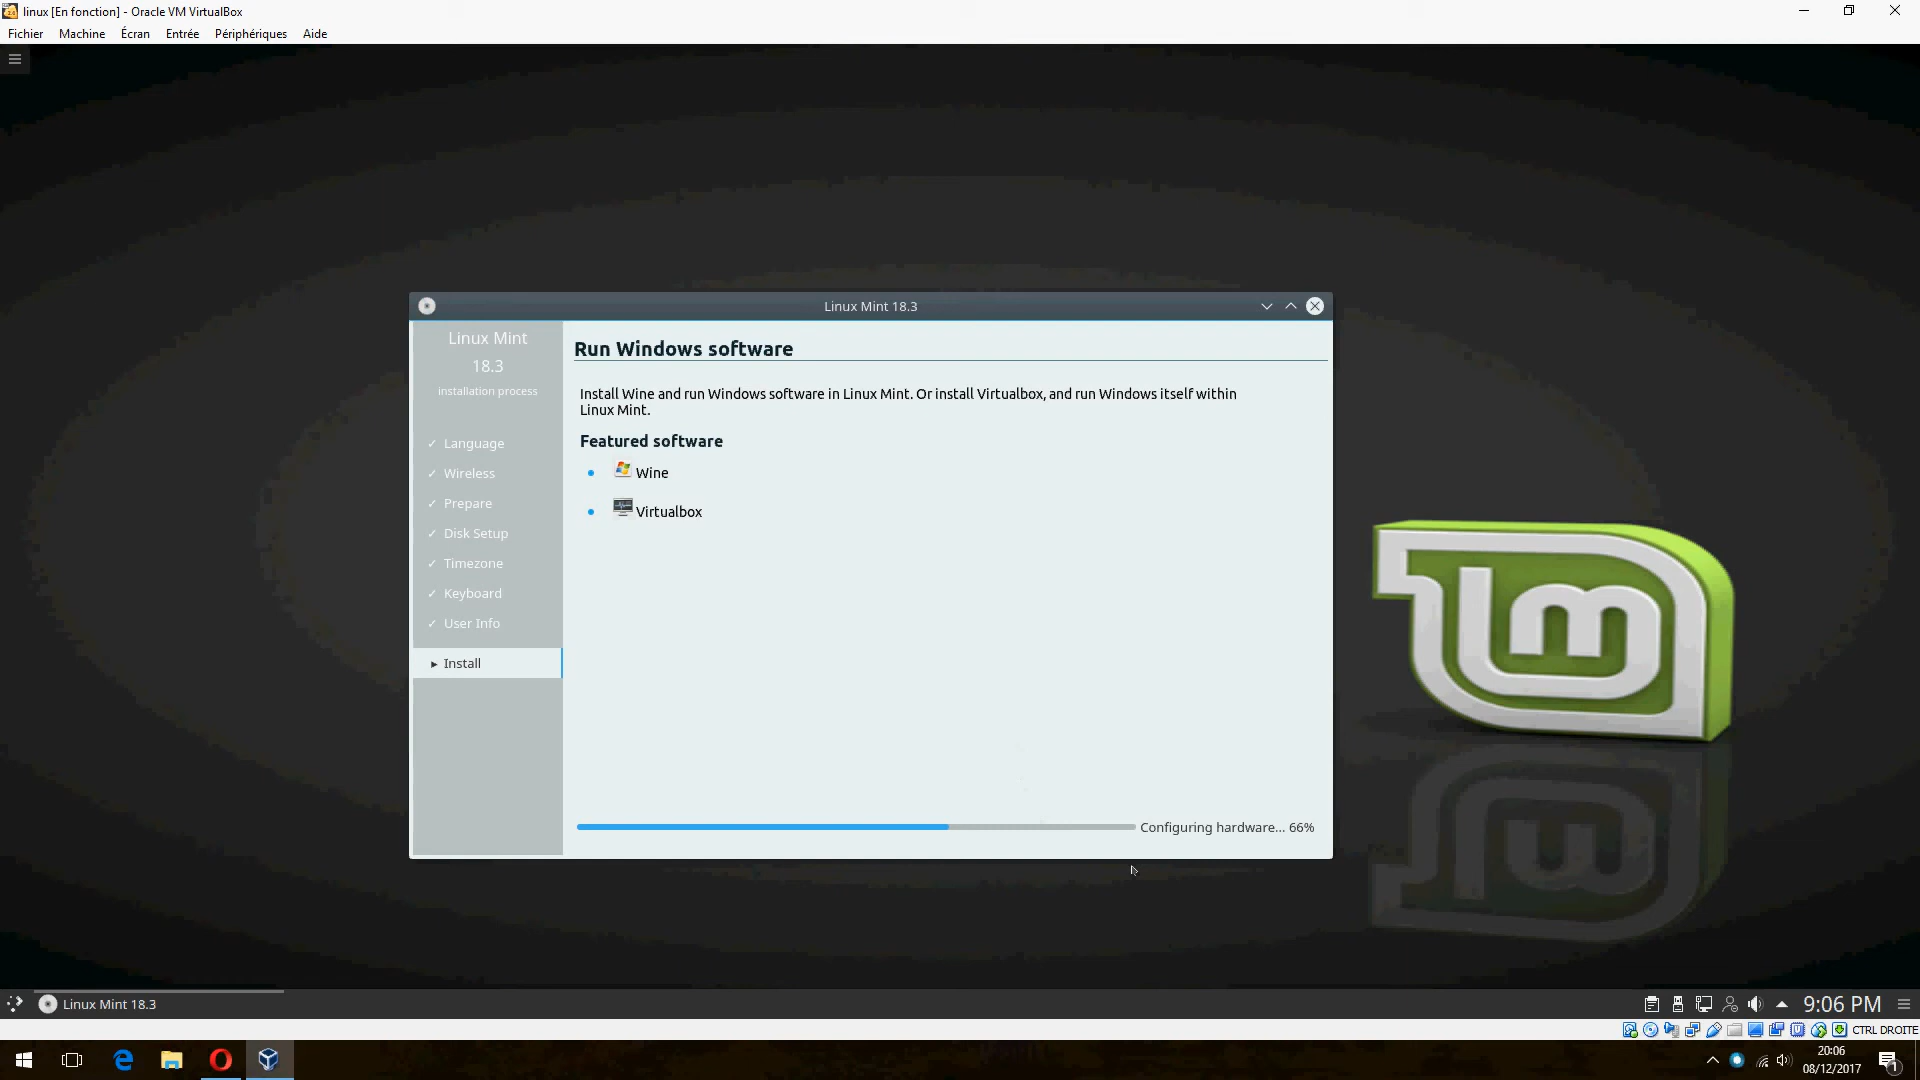 linux [En fonction] - Oracle VM VirtualBox
Fichier Machine Écran Entrée Périphériques Aide
Linux Mint 18.3
Linux Mint
18.3
installation process
✓ Language
✓ Wireless
✓ Prepare
✓ Disk Setup
✓ Timezone
✓ Keyboard
✓ User Info
▸ Install
Run Windows software
Install Wine and run Windows software in Linux Mint. Or install Virtualbox, and run Windows itself within
Linux Mint.
Featured software
• Wine
• Virtualbox
Configuring hardware... 66%
lm
Linux Mint 18.3
9:06 PM
CTRL DROITE
20:06
08/12/2017
1